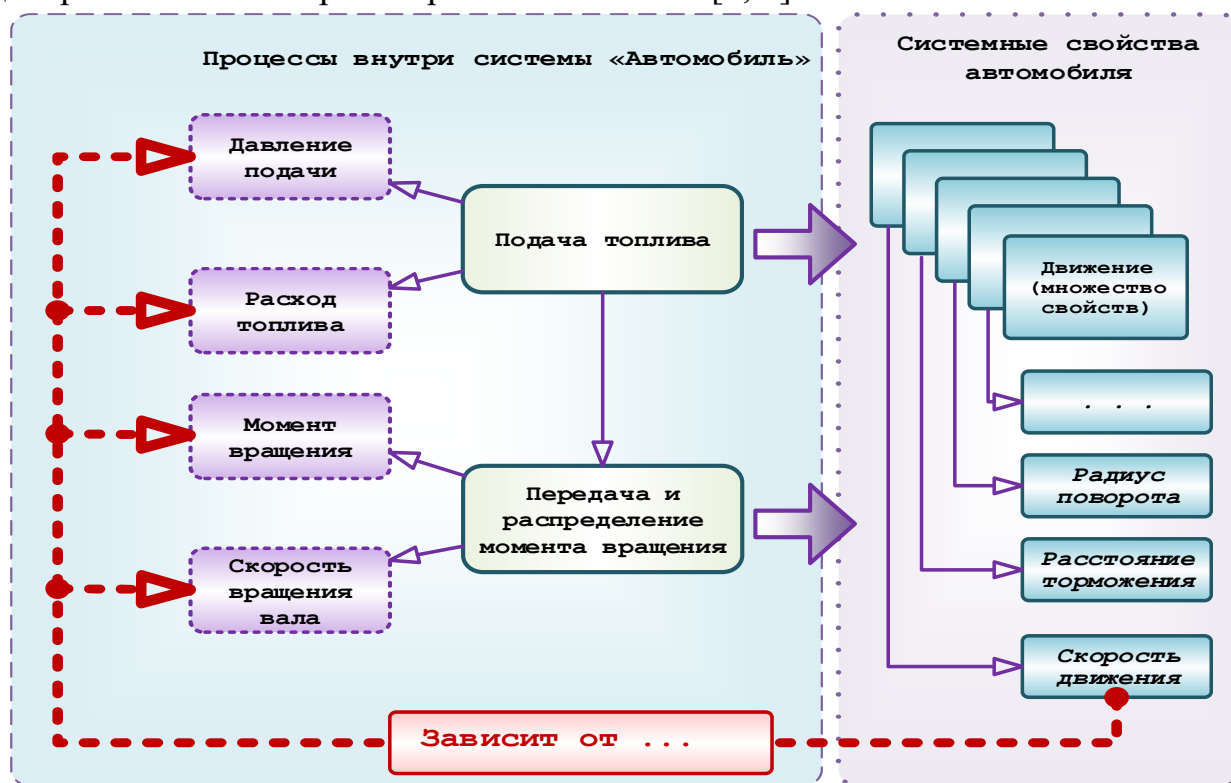 Процессы внутри системы «Автомобиль»
Давление
подачи
Подача топлива
Расход
топлива
Момент
вращения
Передача и
распределение
момента вращения
Скорость
вращения
вала
Зависит от ...
Системные свойства
автомобиля
Движение
(множество
свойств)
. . .
Радиус
поворота
Расстояние
торможения
Скорость
движения